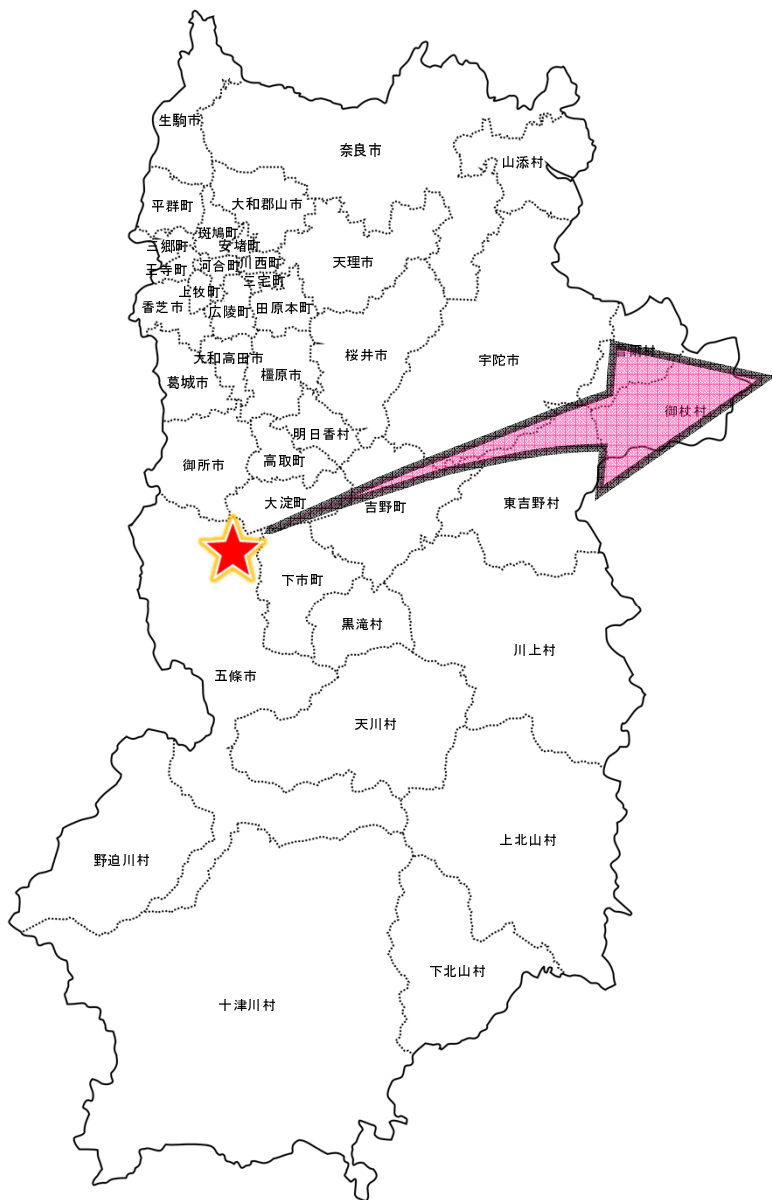 生駒市
奈良市
山添村
平群町
大和郡山市
斑鳩町
三郷町
安堵町
王寺町
河合町
川西町
天理市
三宅町
上牧町
香芝市
広陵町
田原本町
大和高田市
桜井市
宇陀市
葛城市
橿原市
御杖村
明日香村
御所市
高取町
大淀町
吉野町
東吉野村
下市町
黒滝村
川上村
五條市
天川村
上北山村
野迫川村
下北山村
十津川村